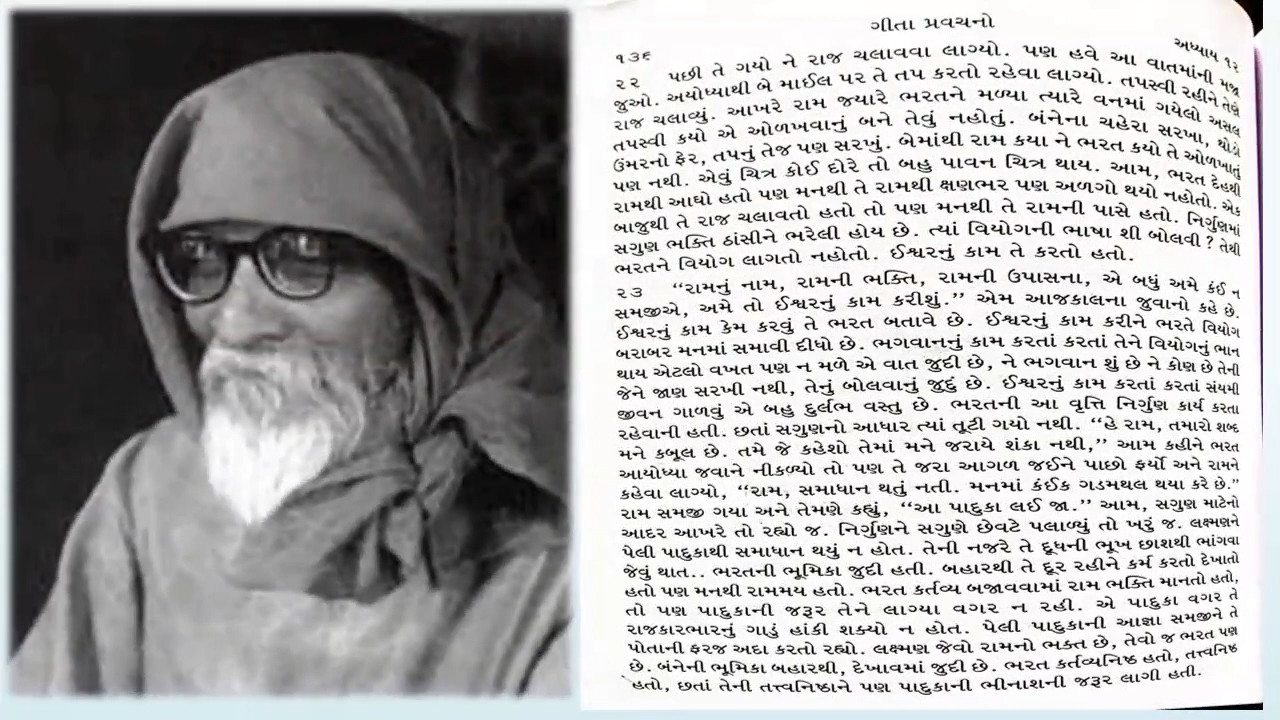 ગીતા પ્રવચનો
૧૩૬
અધ્યાય ૧૨
૨૨ પછી તે ગયો ને રાજ ચલાવવા લાગ્યો. પણ હવે આ વાતમાંની મજા
જુઓ. અયોધ્યાથી બે માઈલ પર તે તપ કરતો રહેવા લાગ્યો. તપસ્વી રહીને તેણે
રાજ ચલાવ્યું. આખરે રામ જ્યારે ભરતને મળ્યા ત્યારે વનમાં ગયેલો અસલ
તપસ્વી કયો એ ઓળખવાનું બને તેવું નહોતું. બંનેના ચહેરા સરખા, થોડો
ઉંમરનો ફેર, તપનું તેજ પણ સરખું. બેમાંથી રામ કયા ને ભરત કયો તે ઓળખાતું
પણ નથી. એવું ચિત્ર કોઈ દોરે તો બહુ પાવન ચિત્ર થાય. આમ, ભરત દેહથી
રામથી આઘો હતો પણ મનથી તે રામથી ક્ષણભર પણ અળગો થયો નહોતો. એક
બાજુથી તે રાજ ચલાવતો હતો તો પણ મનથી તે રામની પાસે હતો. નિર્ગુણમાં
સગુણ ભક્તિ ઠાંસીને ભરેલી હોય છે. ત્યાં વિયોગની ભાષા શી બોલવી ? તેથી
ભરતને વિયોગ લાગતો નહોતો. ઈશ્વરનું કામ તે કરતો હતો.
૨૩ “રામનું નામ, રામની ભક્તિ, રામની ઉપાસના, એ બધું અમે કંઈ ન
સમજીએ, અમે તો ઈશ્વરનું કામ કરીશું.” એમ આજકાલના જુવાનો કહે છે.
ઈશ્વરનું કામ કેમ કરવું તે ભરત બતાવે છે. ઈશ્વરનું કામ કરીને ભરતે વિયોગ
બરાબર મનમાં સમાવી દીધો છે. ભગવાનનું કામ કરતાં કરતાં તેને વિયોગનું ભાન
થાય એટલો વખત પણ ન મળે એ વાત જુદી છે, ને ભગવાન શું છે ને કોણ છે તેની
જેને જાણ સરખી નથી, તેનું બોલવાનું જુદું છે. ઈશ્વરનું કામ કરતાં કરતાં સંયમી
જીવન ગાળવું એ બહુ દુર્લભ વસ્તુ છે. ભરતની આ વૃત્તિ નિર્ગુણ કાર્ય કરતા
રહેવાની હતી. છતાં સગુણનો આધાર ત્યાં તૂટી ગયો નથી. “હે રામ, તમારો શબ્દ
મને કબૂલ છે. તમે જે કહેશો તેમાં મને જરાયે શંકા નથી,” આમ કહીને ભરત
આયોધ્યા જવાને નીકળ્યો તો પણ તે જરા આગળ જઈને પાછો ફર્યો અને રામને
કહેવા લાગ્યો, “રામ, સમાધાન થતું નતી. મનમાં કંઈક ગડમથલ થયા કરે છે.”
રામ સમજી ગયા અને તેમણે કહ્યું, “આ પાદુકા લઈ જા.” આમ, સગુણ માટેનો
આદર આખરે તો રહ્યો જ. નિર્ગુણને સગુણે છેવટે પલાળ્યું તો ખરું જ. લક્ષ્મણને
પેલી પાદુકાથી સમાધાન થયું ન હોત. તેની નજરે તે દૂધની ભૂખ છાશથી ભાંગવા
જેવું થાત.. ભરતની ભૂમિકા જુદી હતી. બહારથી તે દૂર રહીને કર્મ કરતો દેખાતો
હતો પણ મનથી રામમય હતો. ભરત કર્તવ્ય બજાવવામાં રામ ભક્તિ માનતો હતો,
તો પણ પાદુકાની જરૂર તેને લાગ્યા વગર ન રહી. એ પાદુકા વગર તે
રાજકારભારનું ગાડું હાંકી શક્યો ન હોત. પેલી પાદુકાની આજ્ઞા સમજીને તે
પોતાની ફરજ અદા કરતો રહ્યો. લક્ષ્મણ જેવો રામનો ભક્ત છે, તેવો જ ભરત પણ
છે. બંનેની ભૂમિકા બહારથી, દેખાવમાં જુદી છે. ભરત કર્તવ્યનિષ્ઠ હતો, તત્ત્વનિષ્ઠ
હતો, છતાં તેની તત્ત્વનિષ્ઠાને પણ પાદુકાની ભીનાશની જરૂર લાગી હતી.